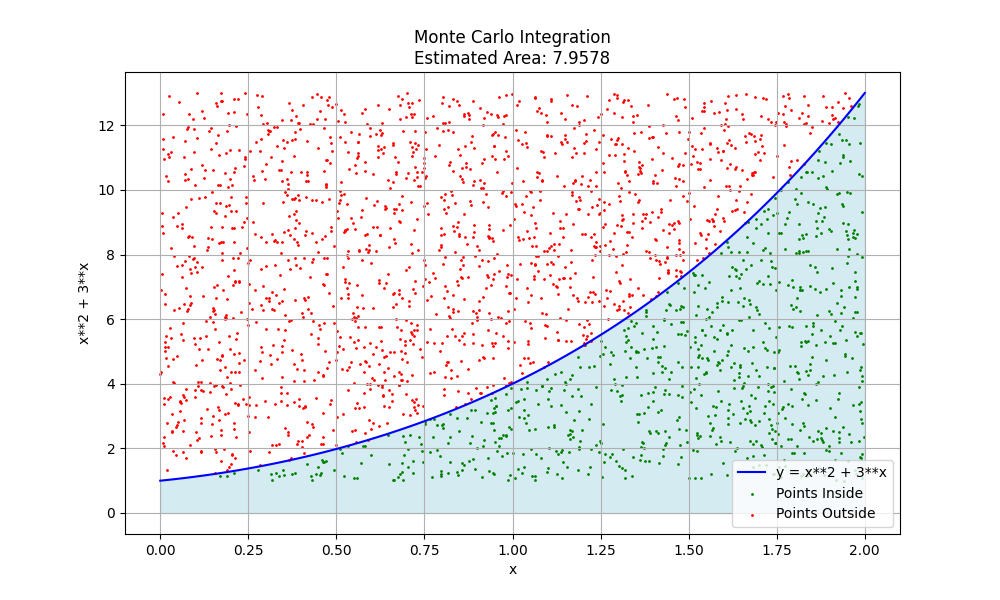 Monte Carlo Integration
Estimated Area: 7.9578
x**2 + 3**x
12
10
8
6
4
2
0
y = x**2 + 3**x
Points Inside
Points Outside
0.00 0.25 0.50 0.75 1.00 1.25 1.50 1.75 2.00
x